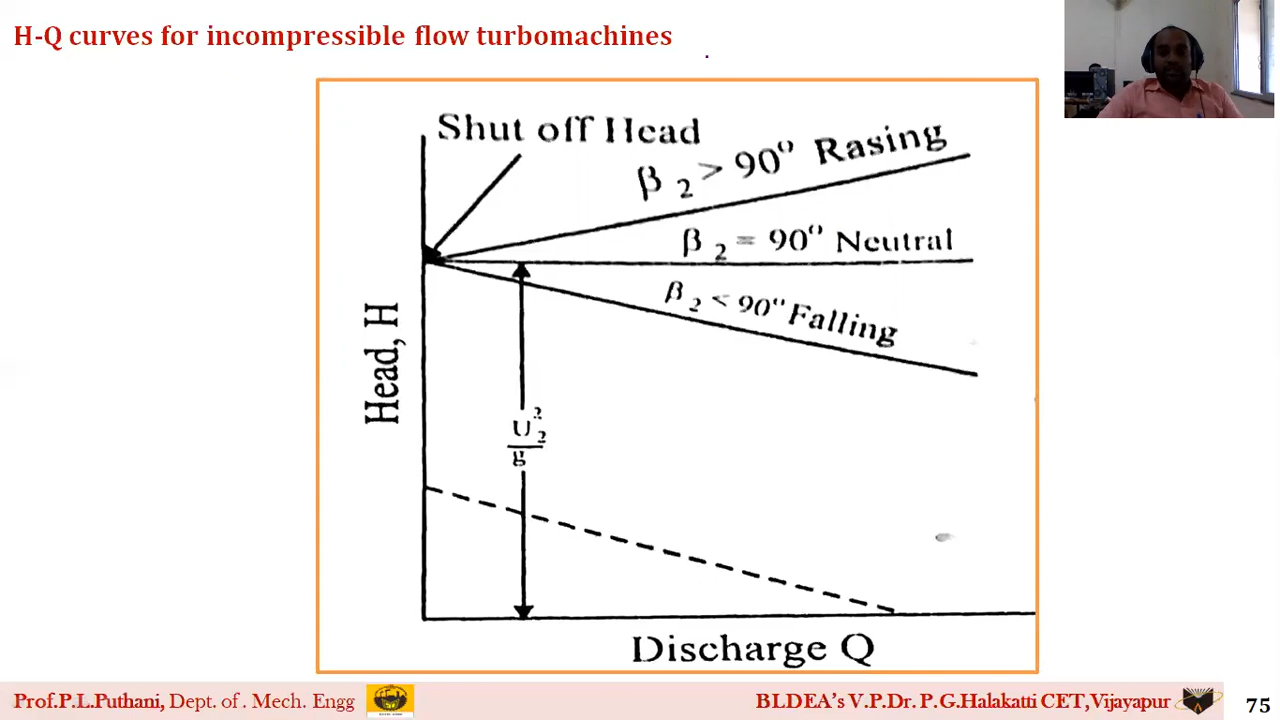 H-Q curves for incompressible flow turbomachines
Shut off Head
β 2 > 90° Rasing
β 2 = 90° Neutral
β 2 < 90° Falling
Head, H
U2²
g
Discharge Q
Prof.P.L.Puthani, Dept. of. Mech. Engg
BLDEA's V.P.Dr. P.G.Halakatti CET,Vijayapur
75